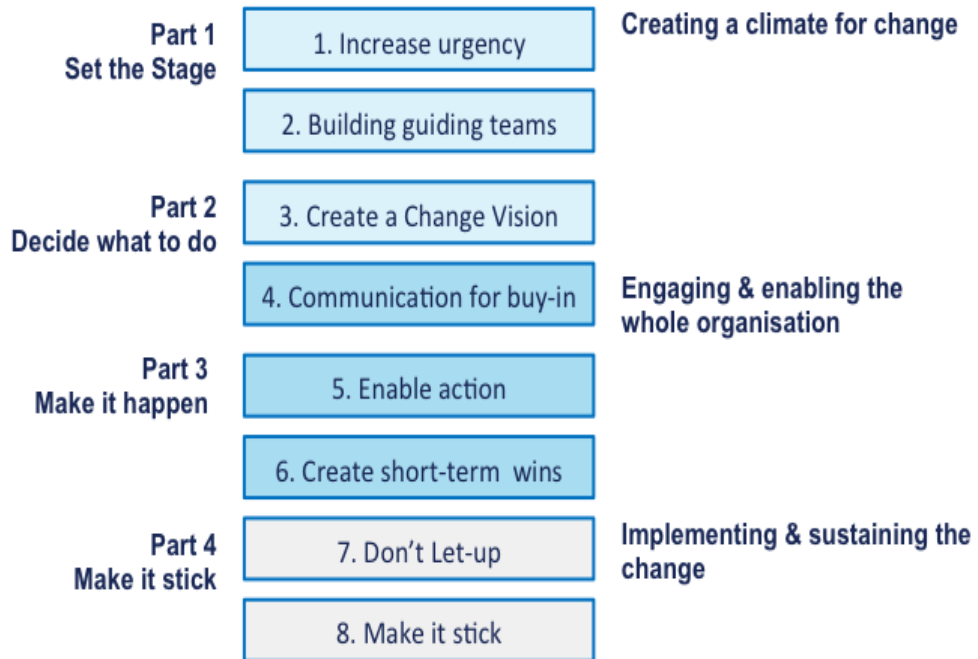 Part 1
Set the Stage
1. Increase urgency
Creating a climate for change
2. Building guiding teams
Part 2
Decide what to do
3. Create a Change Vision
4. Communication for buy-in
Engaging & enabling the
whole organisation
Part 3
Make it happen
5. Enable action
6. Create short-term wins
Part 4
Make it stick
7. Don’t Let-up
Implementing & sustaining the
change
8. Make it stick